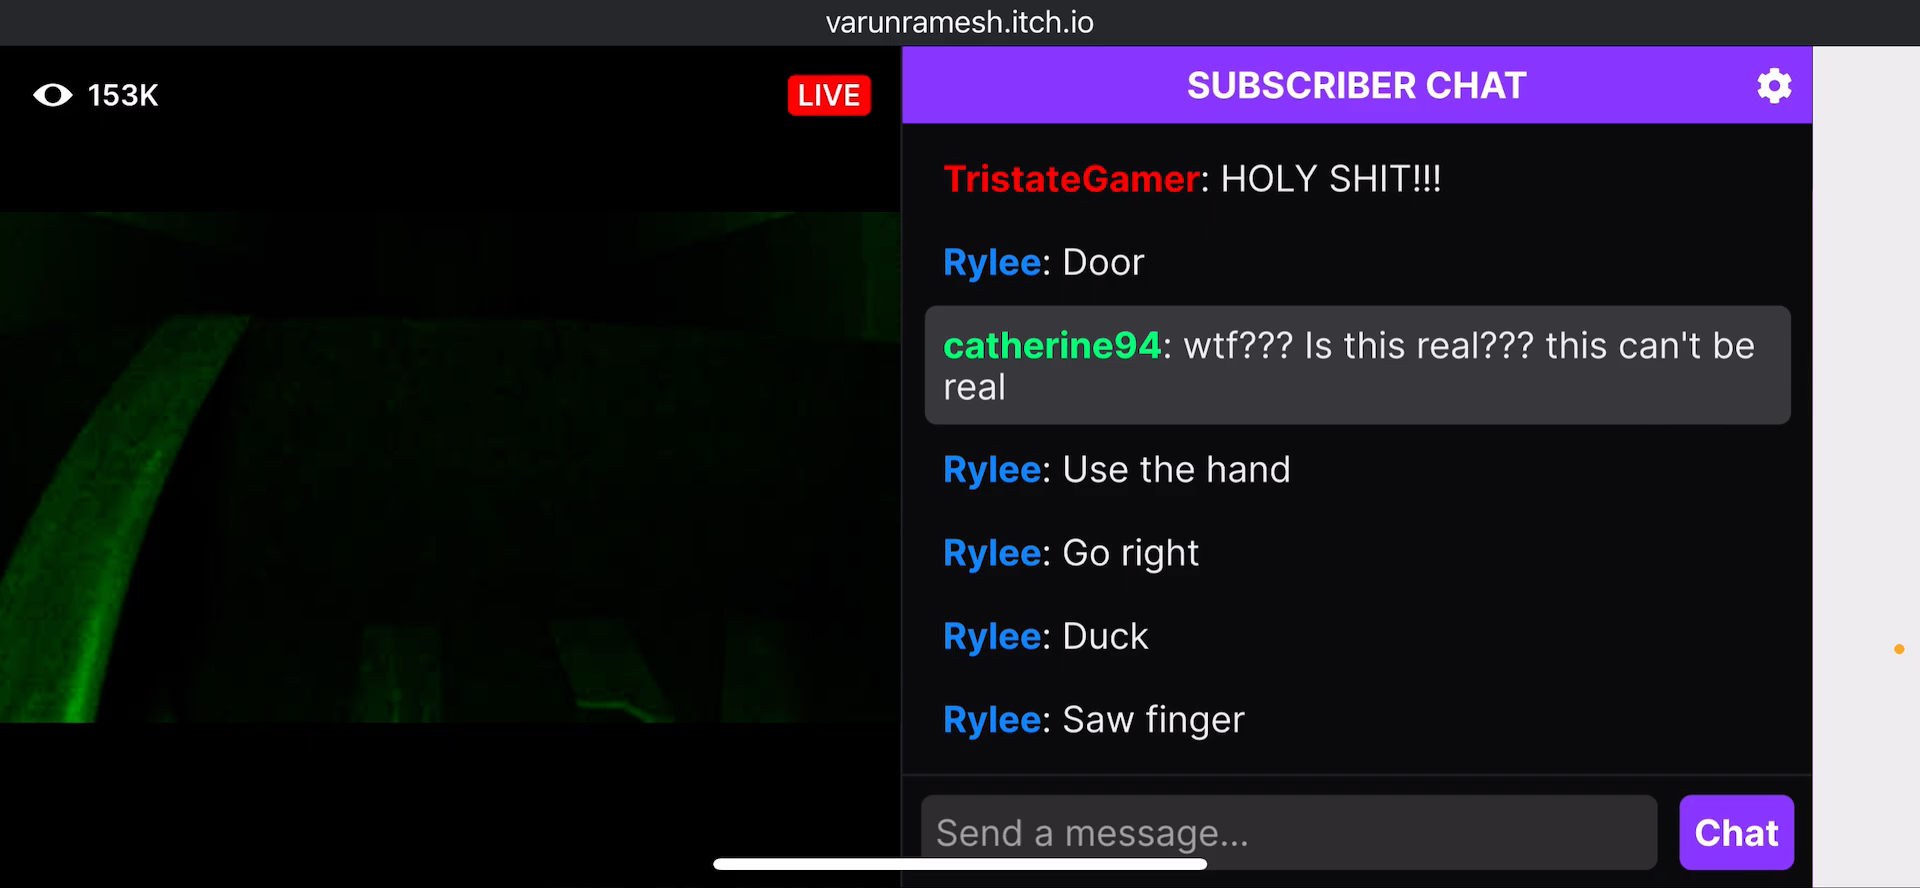 varunramesh.itch.io
153K
LIVE
SUBSCRIBER CHAT
TristateGamer: HOLY SHIT!!!
Rylee: Door
catherine94: wtf??? Is this real??? this can't be
real
Rylee: Use the hand
Rylee: Go right
Rylee: Duck
Rylee: Saw finger
Send a message...
Chat